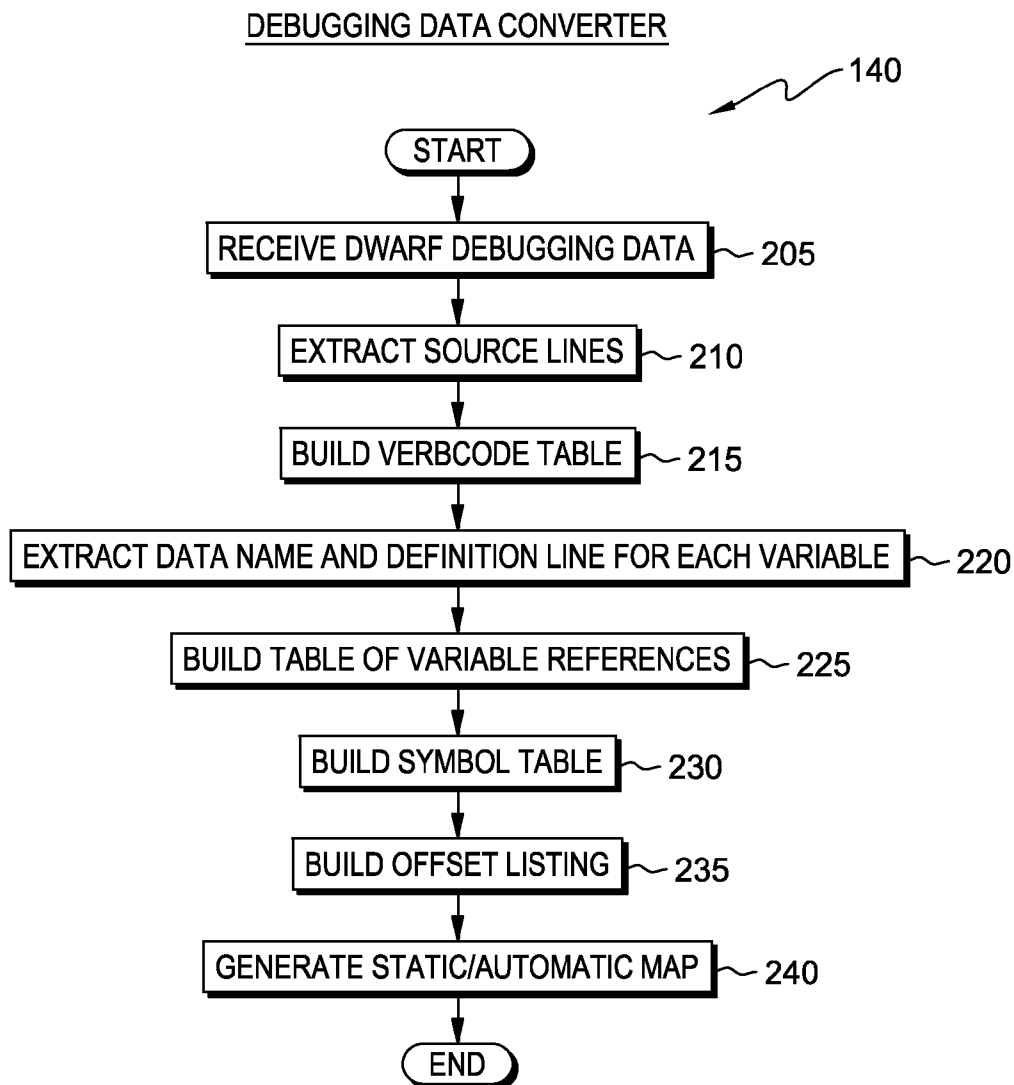 DEBUGGING DATA CONVERTER
140
START
RECEIVE DWARF DEBUGGING DATA 205
EXTRACT SOURCE LINES 210
BUILD VERBCODE TABLE 215
EXTRACT DATA NAME AND DEFINITION LINE FOR EACH VARIABLE 220
BUILD TABLE OF VARIABLE REFERENCES 225
BUILD SYMBOL TABLE 230
BUILD OFFSET LISTING 235
GENERATE STATIC/AUTOMATIC MAP 240
END